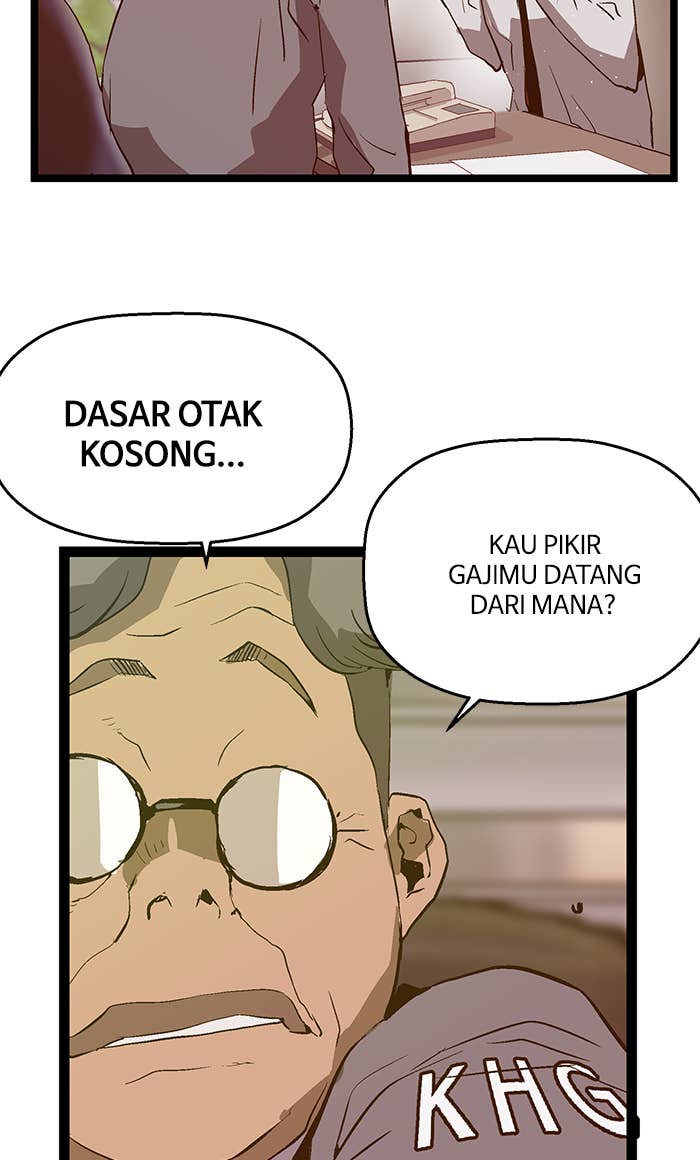 DASAR OTAK
KOSONG...
KAU PIKIR
GAJIMU DATANG
DARI MANA?
KHG